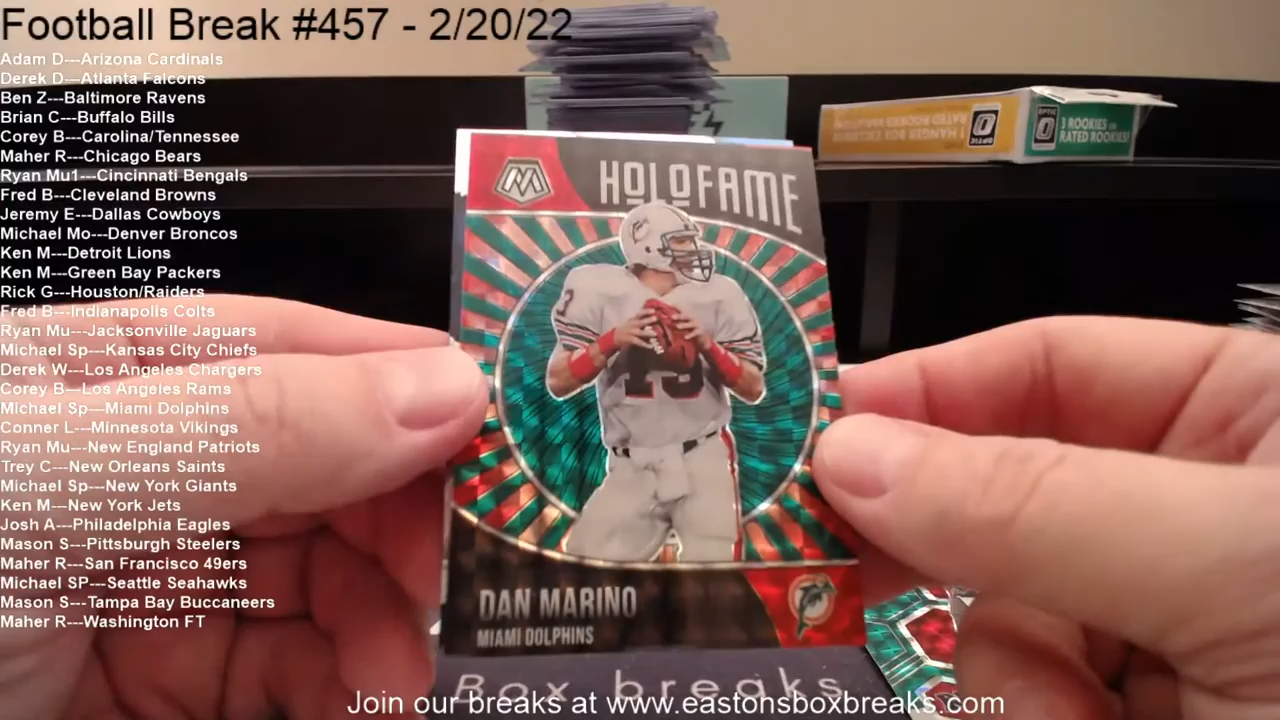 Football Break #457 - 2/20/22
Adam D---Arizona Cardinals
Derek D---Atlanta Falcons
Ben Z---Baltimore Ravens
Brian C---Buffalo Bills
Corey B---Carolina/Tennessee
Maher R---Chicago Bears
Ryan Mu1---Cincinnati Bengals
Fred B---Cleveland Browns
Jeremy E---Dallas Cowboys
Michael Mo---Denver Broncos
Ken M---Detroit Lions
Ken M---Green Bay Packers
Rick G---Houston/Raiders
Fred B---Indianapolis Colts
Ryan Mu---Jacksonville Jaguars
Michael Sp---Kansas City Chiefs
Derek W---Los Angeles Chargers
Corey B---Los Angeles Rams
Michael Sp---Miami Dolphins
Conner L---Minnesota Vikings
Ryan Mu---New England Patriots
Trey C---New Orleans Saints
Michael Sp---New York Giants
Ken M---New York Jets
Josh A---Philadelphia Eagles
Mason S---Pittsburgh Steelers
Maher R---San Francisco 49ers
Michael SP---Seattle Seahawks
Mason S---Tampa Bay Buccaneers
Maher R---Washington FT
OPTIC
3 ROOKIES
RATED ROOKIES!
HOLOFAME
3
13
DAN MARINO
MIAMI DOLPHINS
Box breaks
Join our breaks at www.eastonsboxbreaks.com